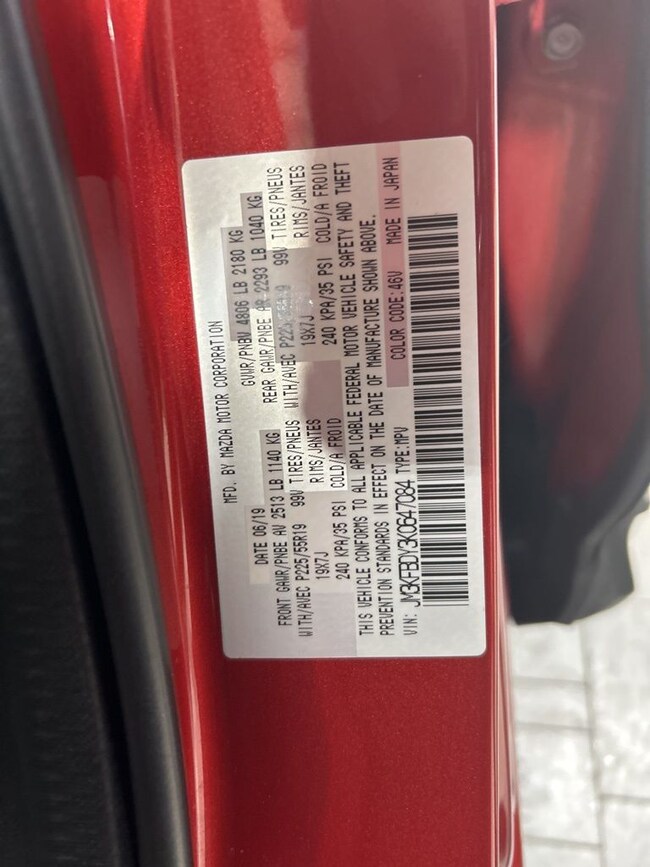 MFD. BY MAZDA MOTOR CORPORATION
DATE 06/19 GVWR/PNBV 4806 LB 2180 KG
FRONT GAWR/PNBE AV 2513 LB 1140 KG REAR GAWR/PNBE AR 2293 LB 1040 KG
WITH/AVEC P225/55R19 99V TIRES/PNEUS WITH/AVEC P225/55R19 99V TIRES/PNEUS
19X7J RIMS/JANTES 19X7J RIMS/JANTES
240 KPA/35 PSI COLD/A FROID 240 KPA/35 PSI COLD/A FROID
THIS VEHICLE CONFORMS TO ALL APPLICABLE FEDERAL MOTOR VEHICLE SAFETY AND THEFT
PREVENTION STANDARDS IN EFFECT ON THE DATE OF MANUFACTURE SHOWN ABOVE.
VIN: JM3KFBDY3K0647084 TYPE:MPV COLOR CODE:46V MADE IN JAPAN